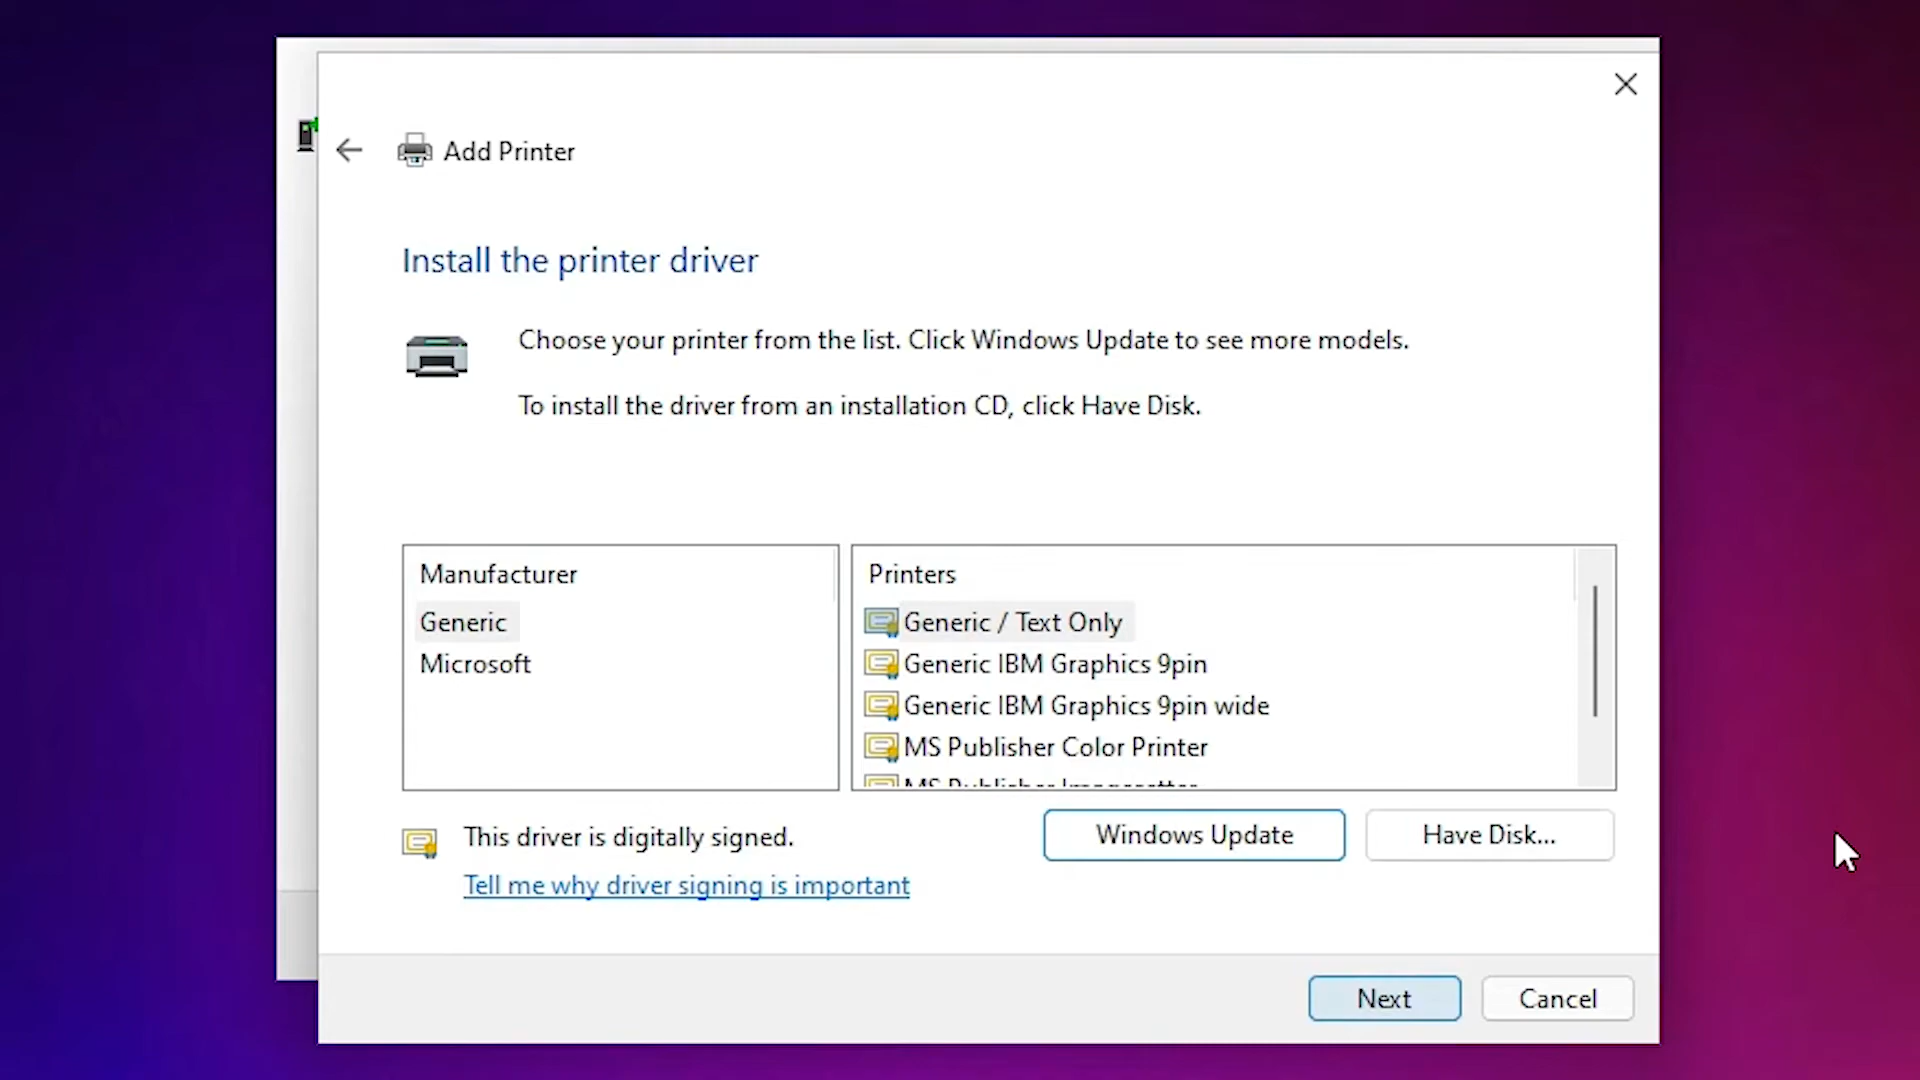 Add Printer
Install the printer driver
Choose your printer from the list. Click Windows Update to see more models.
To install the driver from an installation CD, click Have Disk.
Manufacturer
Generic
Microsoft
Printers
Generic / Text Only
Generic IBM Graphics 9pin
Generic IBM Graphics 9pin wide
MS Publisher Color Printer
MS Publisher Imagesetter
This driver is digitally signed.
Tell me why driver signing is important
Windows Update
Have Disk...
Next
Cancel